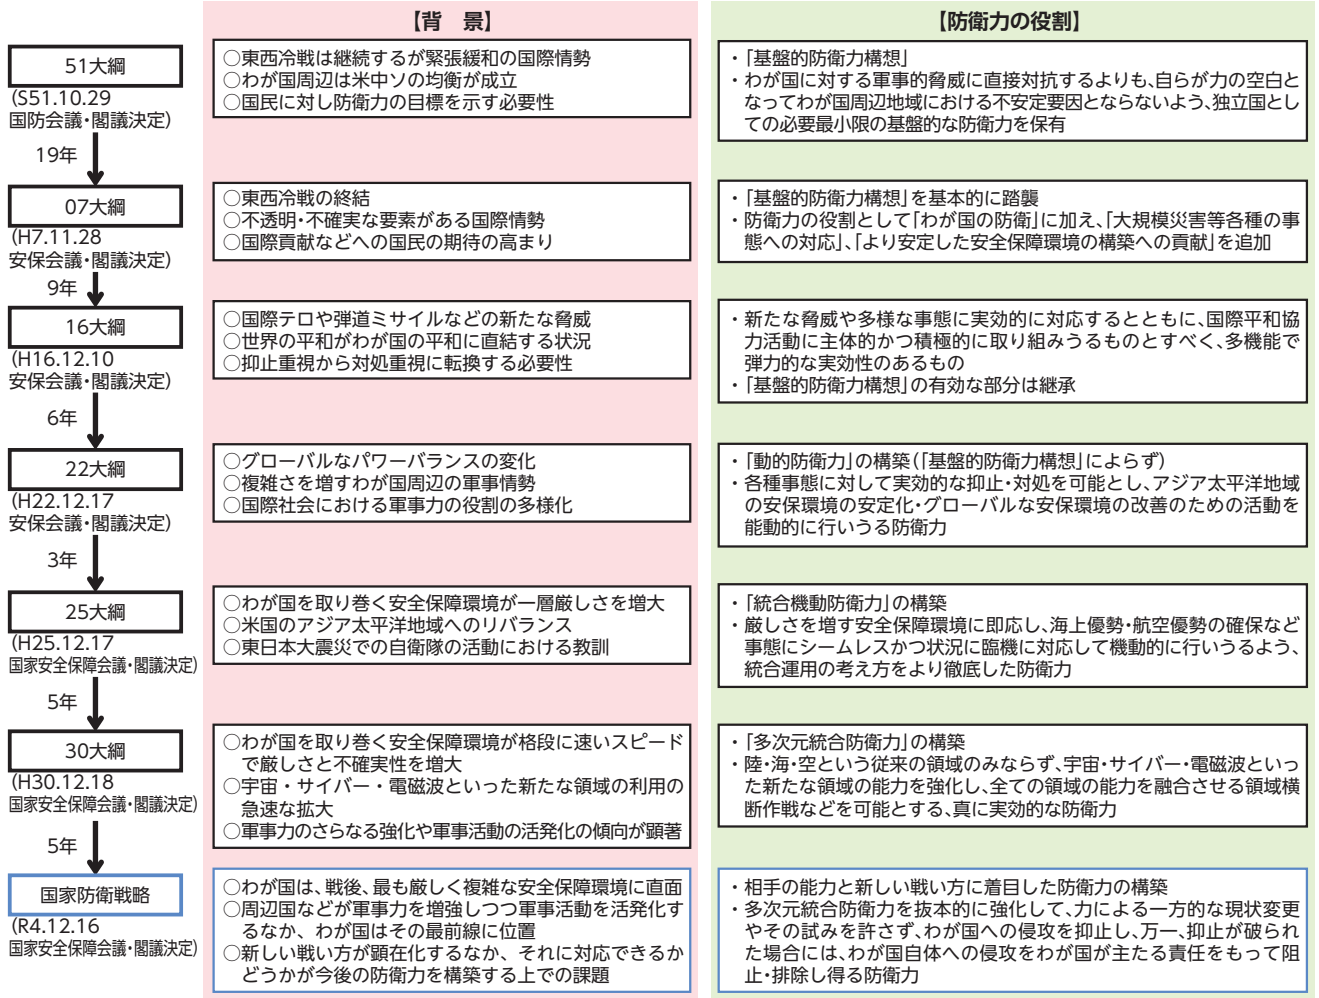 【背　景】
【防衛力の役割】
51大綱
(S51.10.29
国防会議・閣議決定)
○東西冷戦は継続するが緊張緩和の国際情勢
○わが国周辺は米中ソの均衡が成立
○国民に対し防衛力の目標を示す必要性
・「基盤的防衛力構想」
・わが国に対する軍事的脅威に直接対抗するよりも、自らが力の空白と
なってわが国周辺地域における不安定要因とならないよう、独立国とし
ての必要最小限の基盤的な防衛力を保有
19年
07大綱
(H7.11.28
安保会議・閣議決定)
○東西冷戦の終結
○不透明・不確実な要素がある国際情勢
○国際貢献などへの国民の期待の高まり
・「基盤的防衛力構想」を基本的に踏襲
・防衛力の役割として「わが国の防衛」に加え、「大規模災害等各種の事
態への対応」、「より安定した安全保障環境の構築への貢献」を追加
9年
16大綱
(H16.12.10
安保会議・閣議決定)
○国際テロや弾道ミサイルなどの新たな脅威
○世界の平和がわが国の平和に直結する状況
○抑止重視から対処重視に転換する必要性
・新たな脅威や多様な事態に実効的に対応するとともに、国際平和協
力活動に主体的かつ積極的に取り組みうるものとすべく、多機能で
弾力的な実効性のあるもの
・「基盤的防衛力構想」の有効な部分は継承
6年
22大綱
(H22.12.17
安保会議・閣議決定)
○グローバルなパワーバランスの変化
○複雑さを増すわが国周辺の軍事情勢
○国際社会における軍事力の役割の多様化
・「動的防衛力」の構築(「基盤的防衛力構想」によらず)
・各種事態に対して実効的な抑止・対処を可能とし、アジア太平洋地域
の安保環境の安定化・グローバルな安保環境の改善のための活動を
能動的に行いうる防衛力
3年
25大綱
(H25.12.17
国家安全保障会議・閣議決定)
○わが国を取り巻く安全保障環境が一層厳しさを増大
○米国のアジア太平洋地域へのリバランス
○東日本大震災での自衛隊の活動における教訓
・「統合機動防衛力」の構築
・厳しさを増す安全保障環境に即応し、海上優勢・航空優勢の確保など
事態にシームレスかつ状況に臨機に対応して機動的に行いうるよう、
統合運用の考え方をより徹底した防衛力
5年
30大綱
(H30.12.18
国家安全保障会議・閣議決定)
○わが国を取り巻く安全保障環境が格段に速いスピード
で厳しさと不確実性を増大
○宇宙・サイバー・電磁波といった新たな領域の利用の
急速な拡大
○軍事力のさらなる強化や軍事活動の活発化の傾向が顕著
・「多次元統合防衛力」の構築
・陸・海・空という従来の領域のみならず、宇宙・サイバー・電磁波といっ
た新たな領域の能力を強化し、全ての領域の能力を融合させる領域横
断作戦などを可能とする、真に実効的な防衛力
5年
国家防衛戦略
(R4.12.16
国家安全保障会議・閣議決定)
○わが国は、戦後、最も厳しく複雑な安全保障環境に直面
○周辺国などが軍事力を増強しつつ軍事活動を活発化す
るなか、わが国はその最前線に位置
○新しい戦い方が顕在化するなか、それに対応できるか
どうかが今後の防衛力を構築する上での課題
・相手の能力と新しい戦い方に着目した防衛力の構築
・多次元統合防衛力を抜本的に強化して、力による一方的な現状変更
やその試みを許さず、わが国への侵攻を抑止し、万一、抑止が破られ
た場合には、わが国自体への侵攻をわが国が主たる責任をもって阻
止・排除し得る防衛力